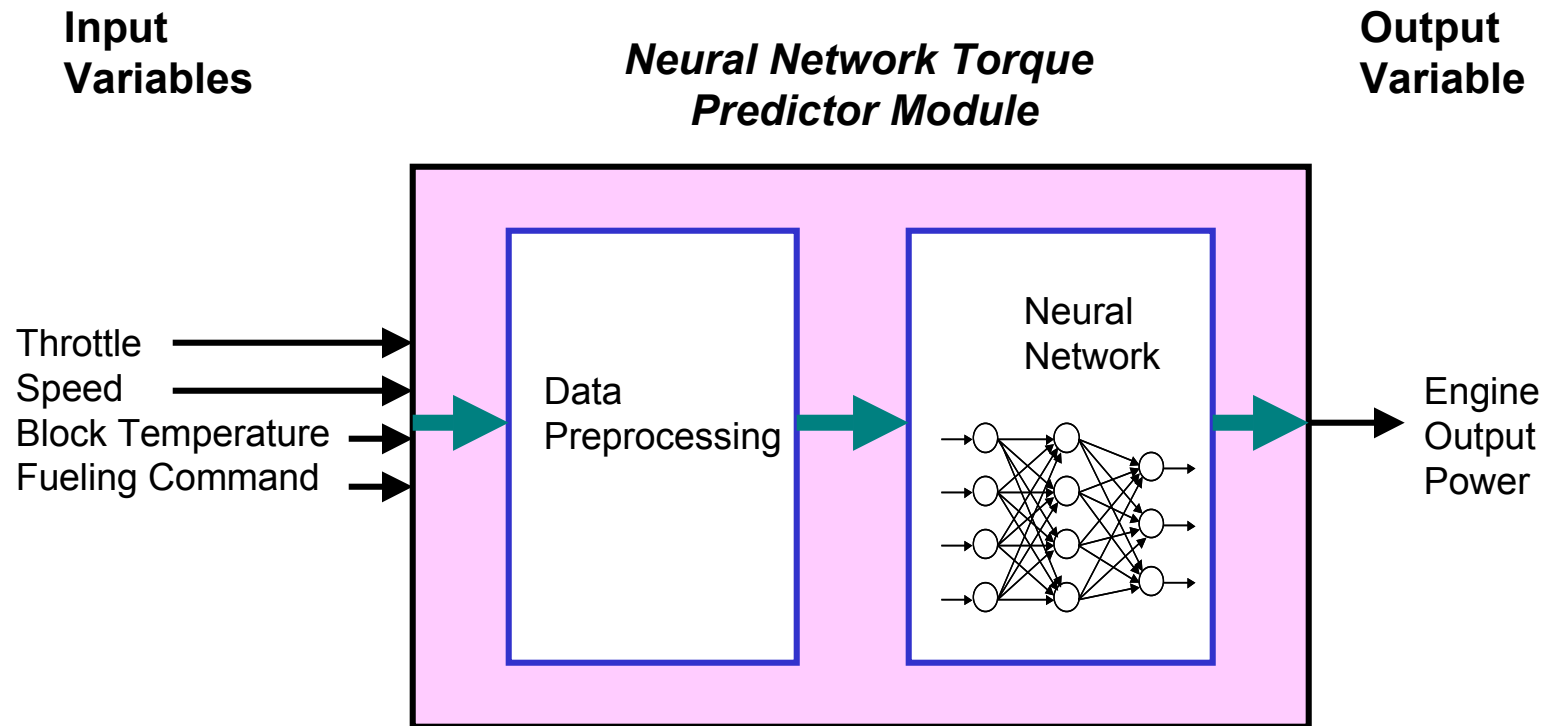 Input
Variables
Neural Network Torque
Predictor Module
Output
Variable
Throttle
Speed
Block Temperature
Fueling Command
Data
Preprocessing
Neural
Network
Engine
Output
Power